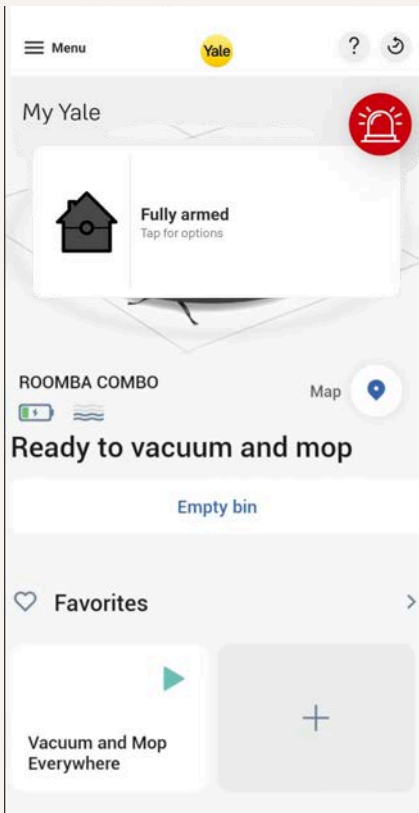 Menu
Yale
?
My Yale
Fully armed
Tap for options
ROOMBA COMBO
Map
Ready to vacuum and mop
Empty bin
Favorites
Vacuum and Mop
Everywhere